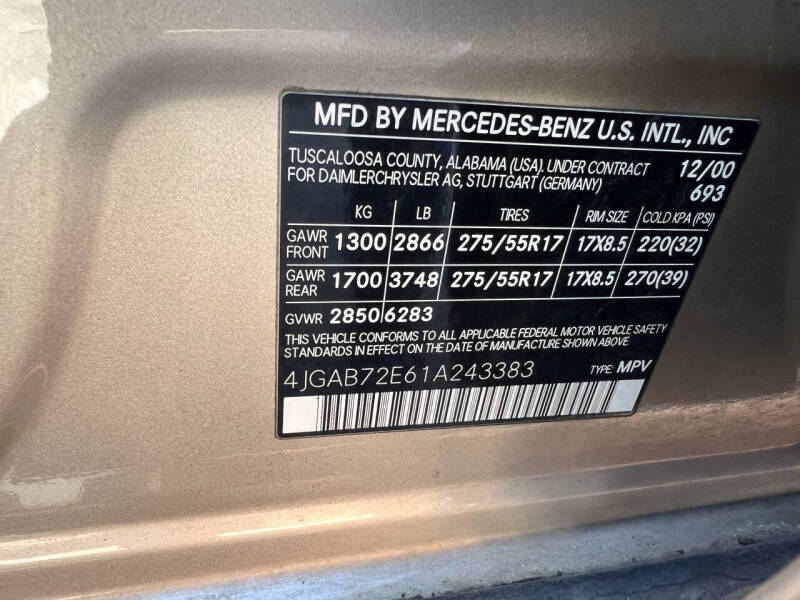 MFD BY MERCEDES-BENZ U.S. INTL., INC
TUSCALOOSA COUNTY, ALABAMA (USA). UNDER CONTRACT 12/00
FOR DAIMLERCHRYSLER AG, STUTTGART (GERMANY) 693
KG LB TIRES RIM SIZE COLD KPA (PSI)
GAWR FRONT 1300 2866 275/55R17 17X8.5 220(32)
GAWR REAR 1700 3748 275/55R17 17X8.5 270(39)
GVWR 2850 6283
THIS VEHICLE CONFORMS TO ALL APPLICABLE FEDERAL MOTOR VEHICLE SAFETY
STANDARDS IN EFFECT ON THE DATE OF MANUFACTURE SHOWN ABOVE.
4JGAB72E61A243383 TYPE: MPV